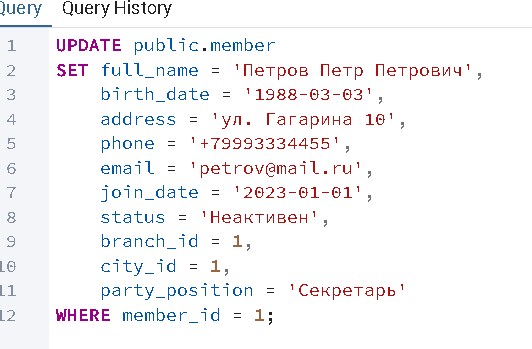 Query Query History
1 UPDATE public.member
2 SET full_name = 'Петров Петр Петрович',
3 birth_date = '1988-03-03',
4 address = 'ул. Гагарина 10',
5 phone = '+79993334455',
6 email = 'petrov@mail.ru',
7 join_date = '2023-01-01',
8 status = 'Неактивен',
9 branch_id = 1,
10 city_id = 1,
11 party_position = 'Секретарь'
12 WHERE member_id = 1;